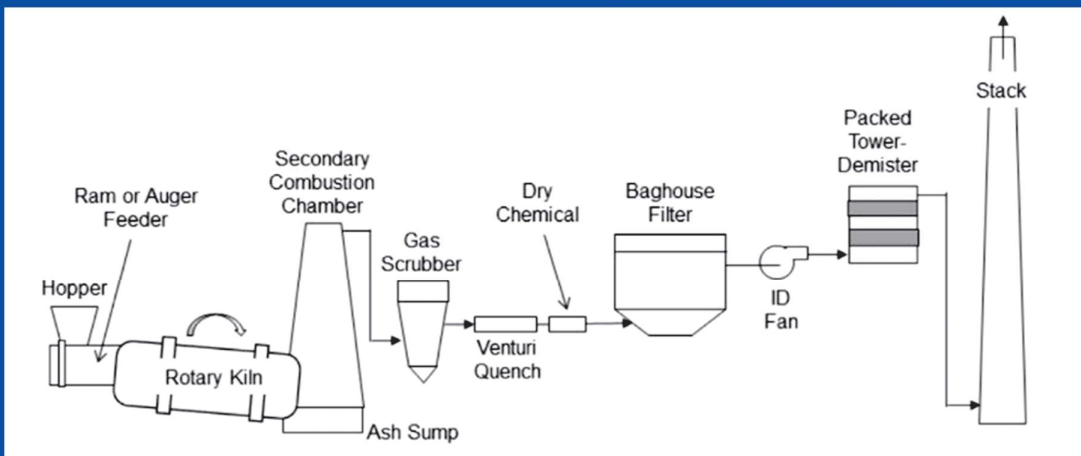 Stack
Packed
Tower-
Demister
Secondary
Combustion
Chamber
Dry
Chemical
Baghouse
Filter
Ram or Auger
Feeder
Gas
Scrubber
Hopper
ID
Fan
Venturi
Quench
Rotary Kiln
Ash Sump